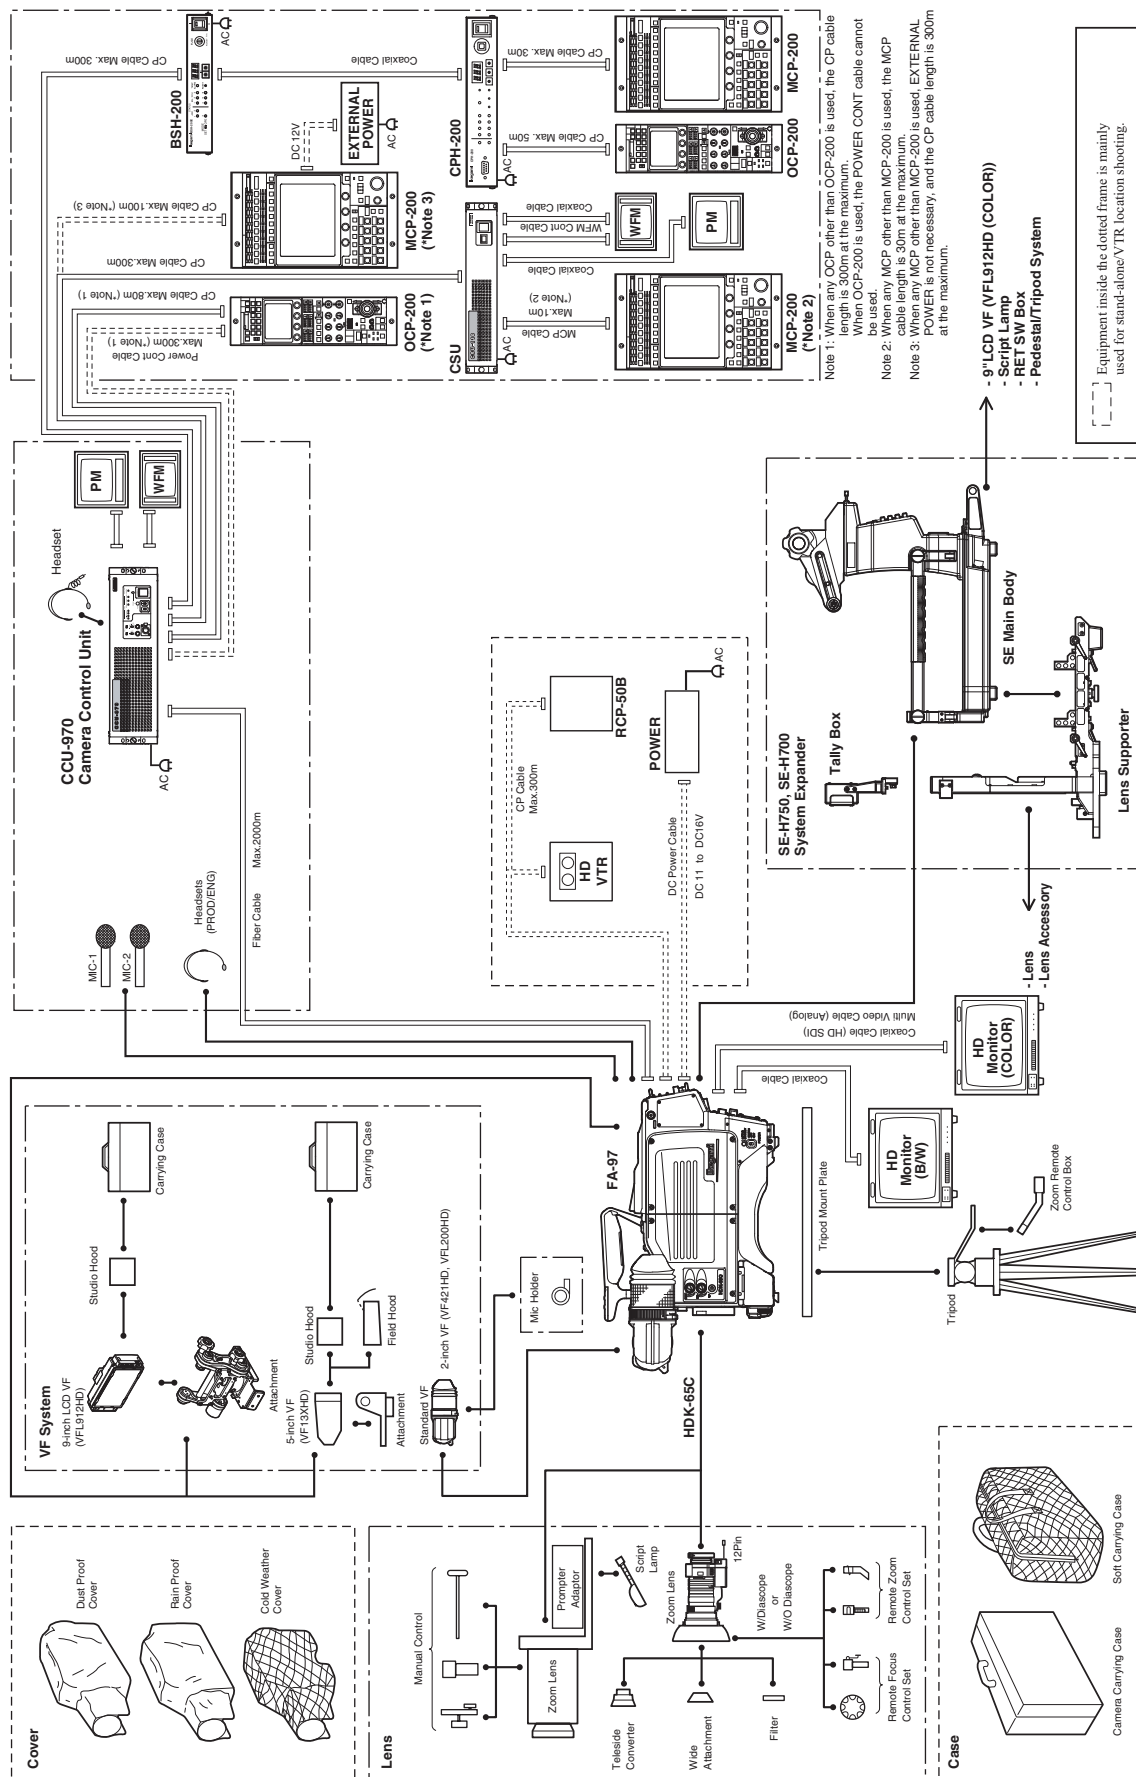 Cover
Dust Proof
Cover
Rain Proof
Cover
Cold Weather
Cover
VF System
9-inch LCD VF
(VFL912HD)
Studio Hood
Carrying Case
Attachment
5-inch VF
(VF13XHD)
Studio Hood
Field Hood
Carrying Case
Attachment
Standard VF
2-inch VF (VF421HD, VFL200HD)
Mic Holder
MIC-1
MIC-2
Headsets
(PROD/ENG)
Fiber Cable
Max.2000m
CCU-970
Camera Control Unit
AC
Headset
PM
WFM
Power Cont Cable
Max.300m (*Note 1)
CP Cable Max.80m (*Note 1)
CP Cable Max.300m
CP Cable Max.100m (*Note 3)
CP Cable Max. 300m
BSH-200
AC
DC 12V
EXTERNAL
POWER
AC
Coaxial Cable
OCP-200
(*Note 1)
MCP-200
(*Note 3)
CSU
AC
CPH-200
AC
MCP Cable
Max.10m
(*Note 2)
Coaxial Cable
WFM Cont Cable
Coaxial Cable
CP Cable Max. 50m
CP Cable Max. 30m
WFM
PM
MCP-200
(*Note 2)
OCP-200
MCP-200
Note 1: When any OCP other than OCP-200 is used, the CP cable
length is 300m at the maximum.
When OCP-200 is used, the POWER CONT cable cannot
be used.
Note 2: When any MCP other than MCP-200 is used, the MCP
cable length is 30m at the maximum.
Note 3: When any MCP other than MCP-200 is used, EXTERNAL
POWER is not necessary, and the CP cable length is 300m
at the maximum.
Lens
Manual Control
Zoom Lens
Prompter
Adaptor
Script
Lamp
Teleside
Converter
Wide
Attachment
Filter
Zoom Lens
12Pin
W/Diascope
or
W/O Diascope
Remote Focus
Control Set
Remote Zoom
Control Set
HDK-65C
FA-97
Ikegami
Tripod Mount Plate
Tripod
Zoom Remote
Control Box
CP Cable
Max.300m
HD
VTR
RCP-50B
DC Power Cable
DC 11 to DC16V
POWER
AC
Multi Video Cable (Analog)
Coaxial Cable (HD SDI)
Coaxial Cable
HD
Monitor
(B/W)
HD
Monitor
(COLOR)
SE-H750, SE-H700
System Expander
Tally Box
SE Main Body
Lens Supporter
- Lens
- Lens Accessory
- 9"LCD VF (VFL912HD (COLOR))
- Script Lamp
- RET SW Box
- Pedestal/Tripod System
Case
Camera Carrying Case
Soft Carrying Case
Equipment inside the dotted frame is mainly
used for stand-alone/VTR location shooting.